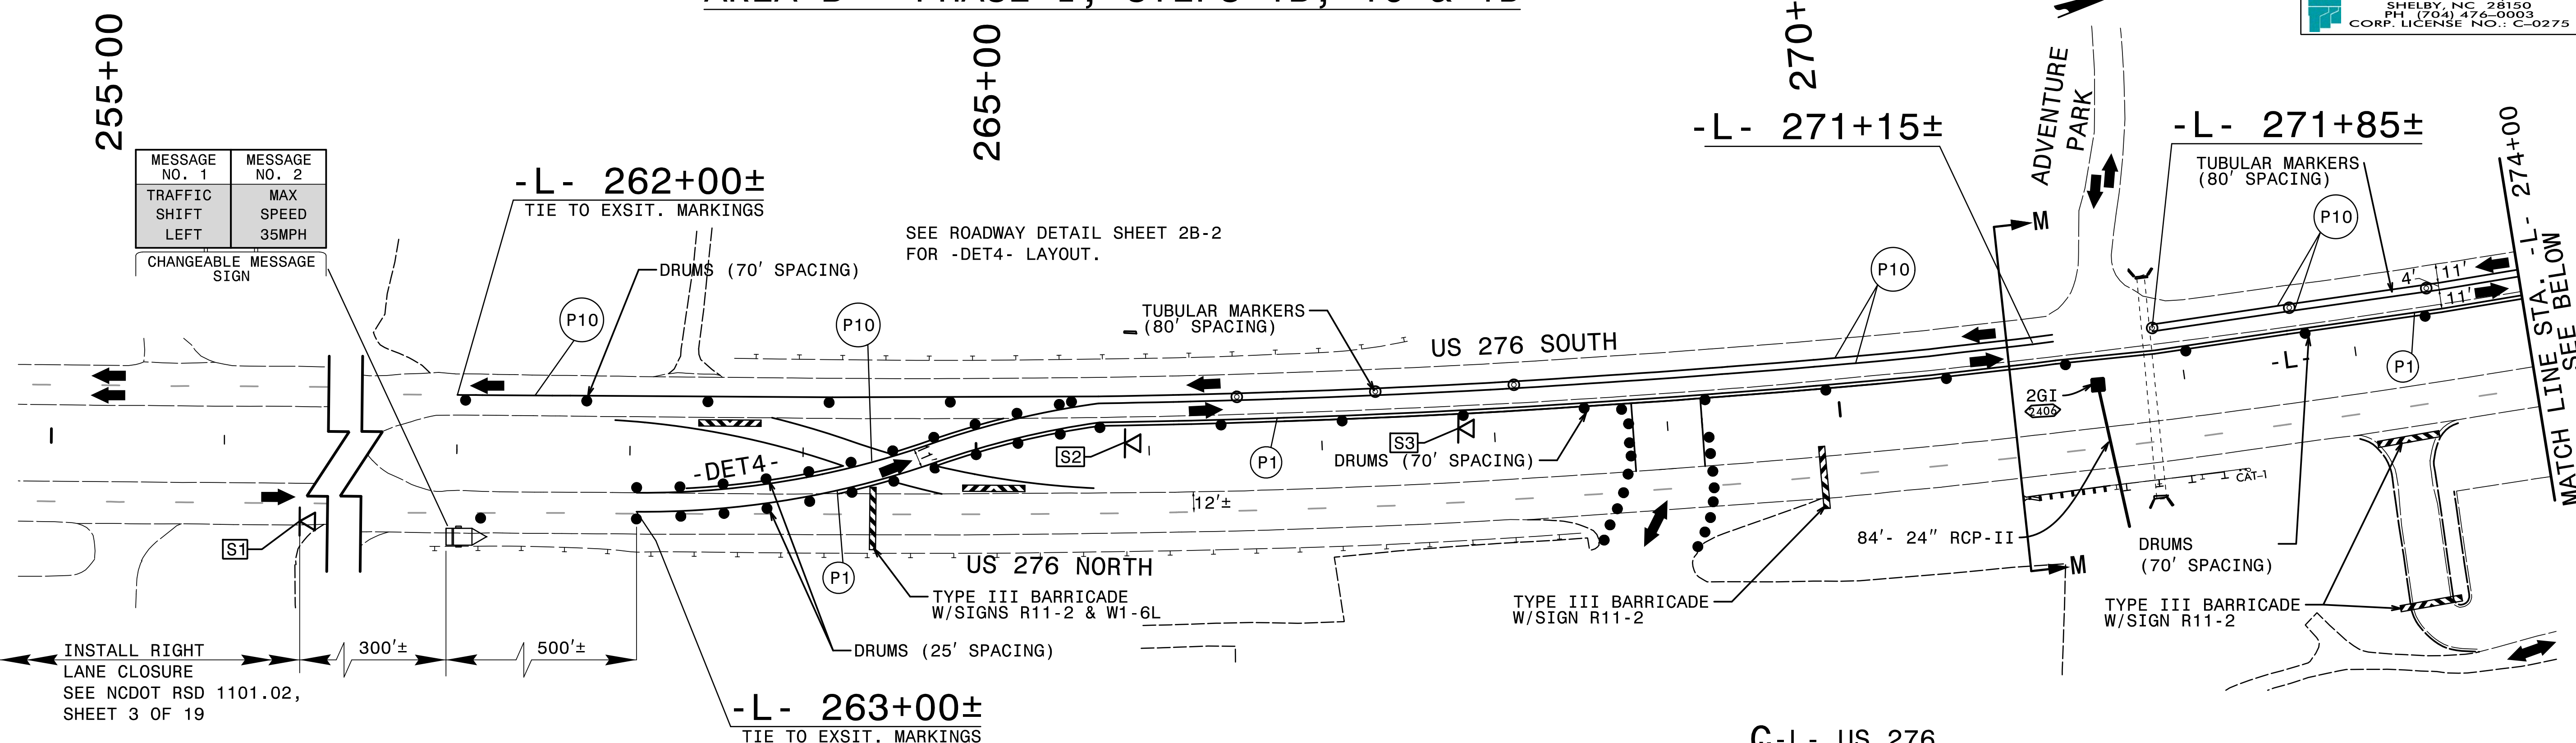 SHELBY, NC 28150
PH (704) 476-0003
CORP. LICENSE NO.: C-0275
255+00
265+00
270+
ADVENTURE
PARK
-L- 271+15±
-L- 271+85±
TUBULAR MARKERS
(80' SPACING)
MESSAGE
NO. 1
MESSAGE
NO. 2
TRAFFIC
SHIFT
LEFT
MAX
SPEED
35MPH
CHANGEABLE MESSAGE
SIGN
-L- 262+00±
TIE TO EXSIT. MARKINGS
SEE ROADWAY DETAIL SHEET 2B-2
FOR -DET4- LAYOUT.
DRUMS (70' SPACING)
TUBULAR MARKERS
(80' SPACING)
P10
P10
P10
P10
M
4'
11'
11'
US 276 SOUTH
-L-
P1
MATCH LINE STA. -L- 274+00
SEE BELOW
2GI
2406
S2
P1
S3
DRUMS (70' SPACING)
-DET4-
11'
12'±
CAT-1
S1
P1
US 276 NORTH
TYPE III BARRICADE
W/SIGNS R11-2 & W1-6L
84'- 24" RCP-II
M
DRUMS
(70' SPACING)
TYPE III BARRICADE
W/SIGN R11-2
TYPE III BARRICADE
W/SIGN R11-2
INSTALL RIGHT
LANE CLOSURE
SEE NCDOT RSD 1101.02,
SHEET 3 OF 19
300'±
500'±
DRUMS (25' SPACING)
-L- 263+00±
TIE TO EXSIT. MARKINGS
-L- US 276